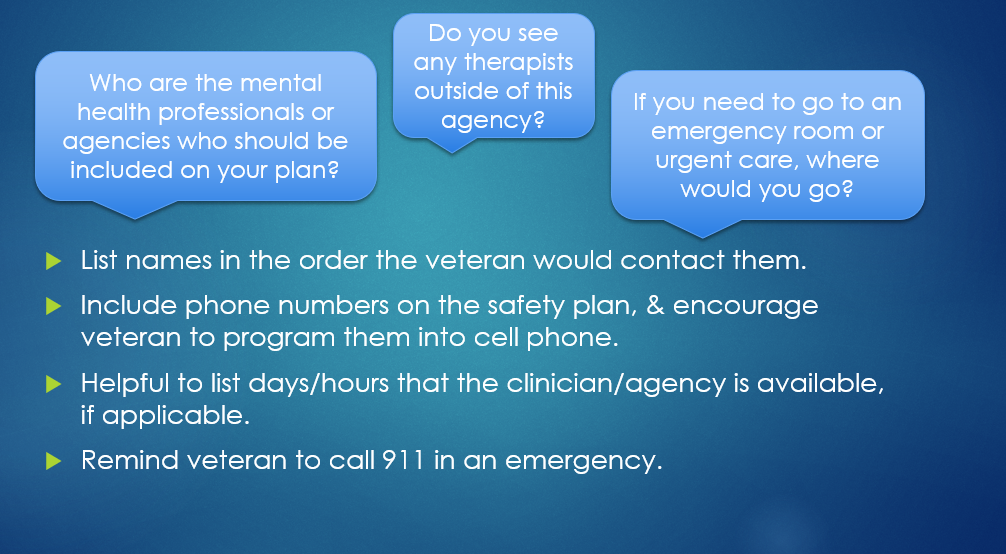 Who are the mental
health professionals or
agencies who should be
included on your plan?
Do you see
any therapists
outside of this
agency?
If you need to go to an
emergency room or
urgent care, where
would you go?
List names in the order the veteran would contact them.
Include phone numbers on the safety plan, & encourage
veteran to program them into cell phone.
Helpful to list days/hours that the clinician/agency is available,
if applicable.
Remind veteran to call 911 in an emergency.